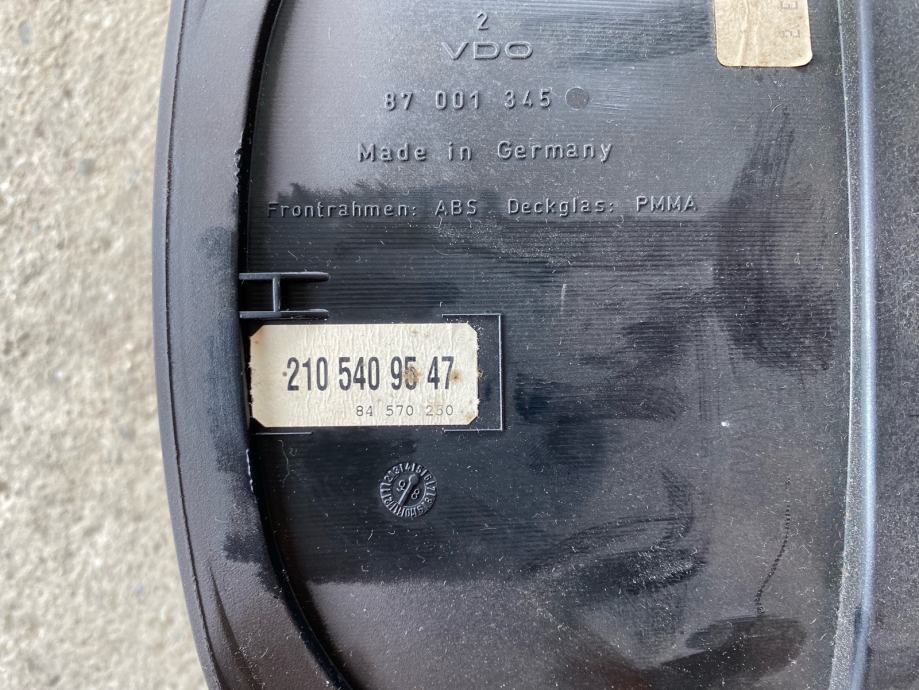 2
VDO
87 001 345
Made in Germany
Frontrahmen: ABS Deckglas: PMMA
210 540 95 47
84 570 250